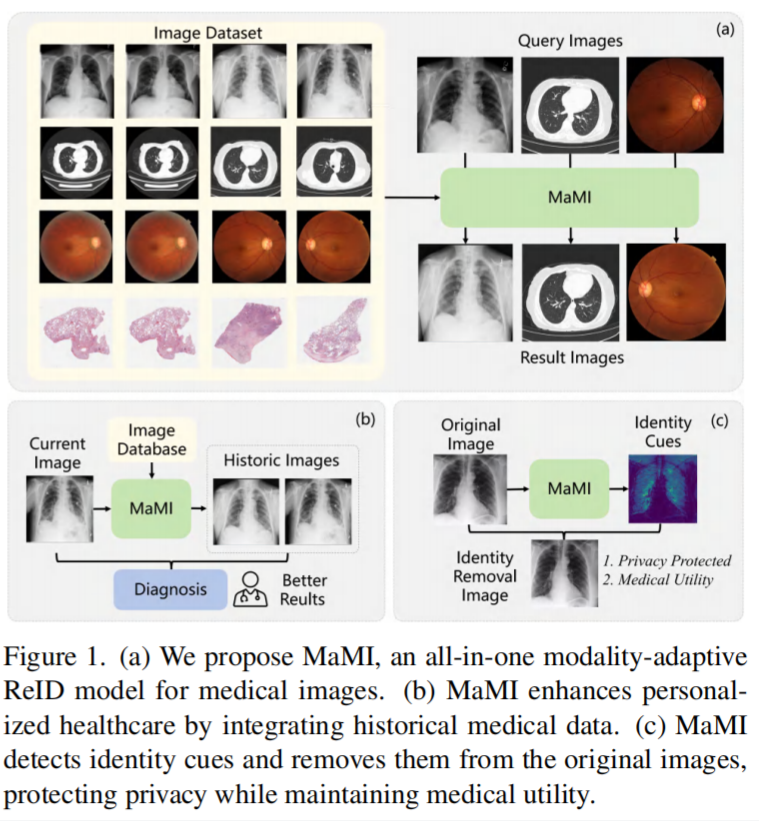 Image Dataset
(a)
Query Images
MaMI
Result Images
(b)
Current
Image
Image
Database
MaMI
Historic Images
Diagnosis
Better
Reults
(c)
Original
Image
MaMI
Identity
Cues
Identity
Removal
Image
1. Privacy Protected
2. Medical Utility
Figure 1. (a) We propose MaMI, an all-in-one modality-adaptive
ReID model for medical images. (b) MaMI enhances personal-
ized healthcare by integrating historical medical data. (c) MaMI
detects identity cues and removes them from the original images,
protecting privacy while maintaining medical utility.